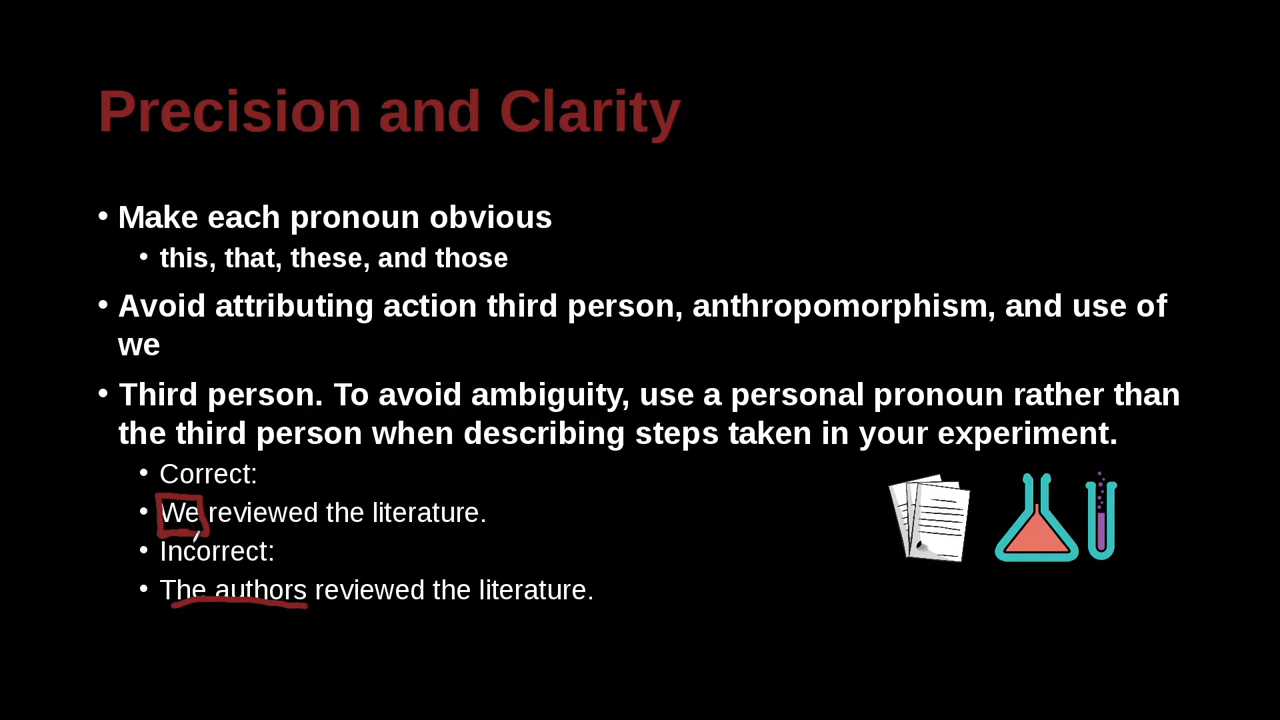 Precision and Clarity
• Make each pronoun obvious
• this, that, these, and those
• Avoid attributing action third person, anthropomorphism, and use of
we
• Third person. To avoid ambiguity, use a personal pronoun rather than
the third person when describing steps taken in your experiment.
• Correct:
• We reviewed the literature.
• Incorrect:
• The authors reviewed the literature.